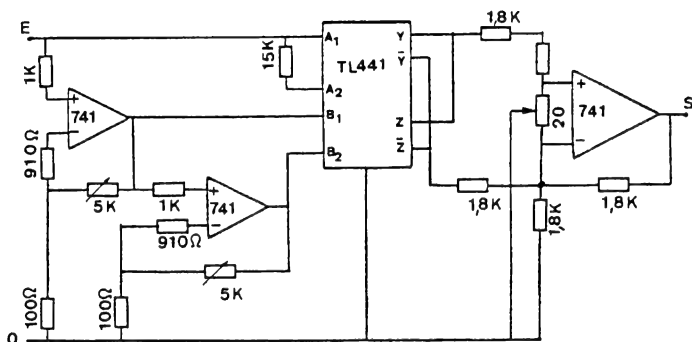 E
1K
15K
A1
A2
B1
B2
TL441
Y
Y̅
Z
Z̅
1,8K
20
+
−
741
S
+
−
741
910Ω
5K
1K
+
−
741
910Ω
5K
100Ω
100Ω
1,8K
1,8K
1,8K
0